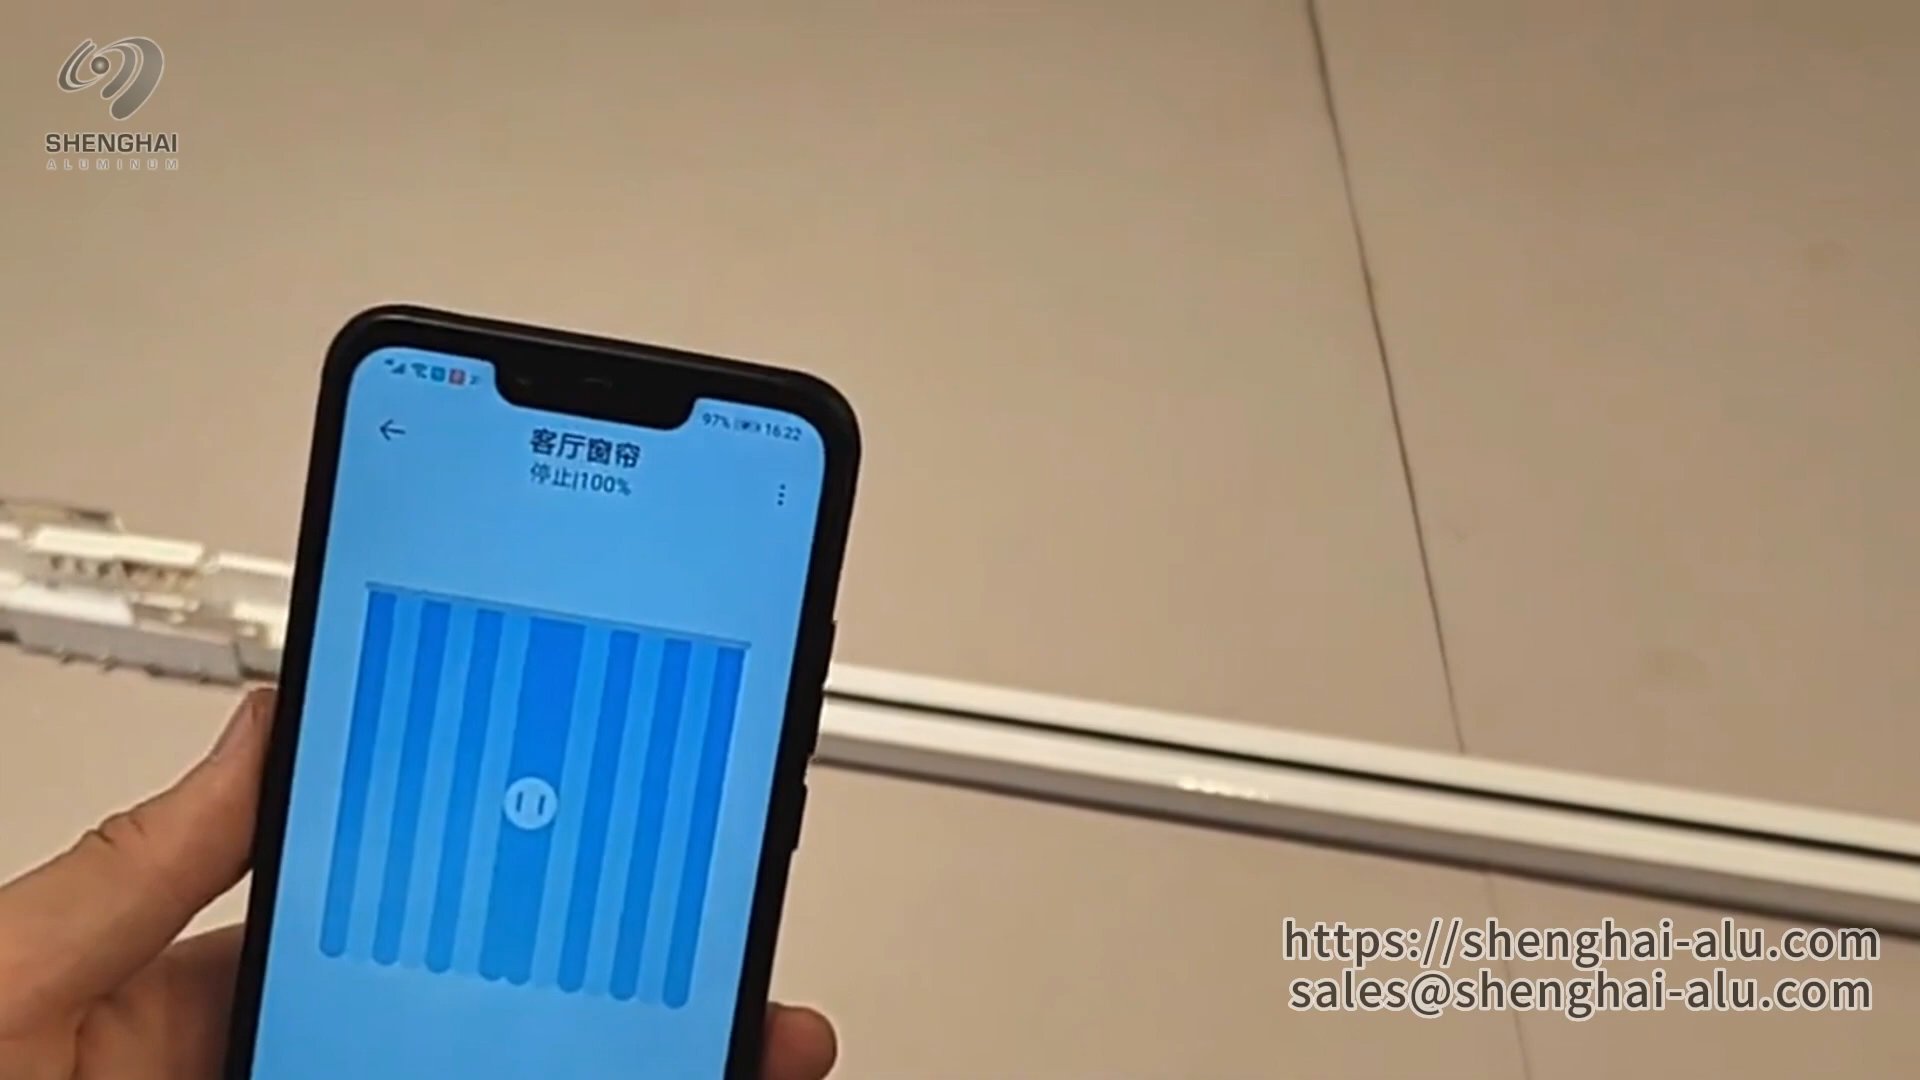 SHENGHAI
ALUMINUM
97% 16:22
客厅窗帘
停止|100%
https://shenghai-alu.com
sales@shenghai-alu.com